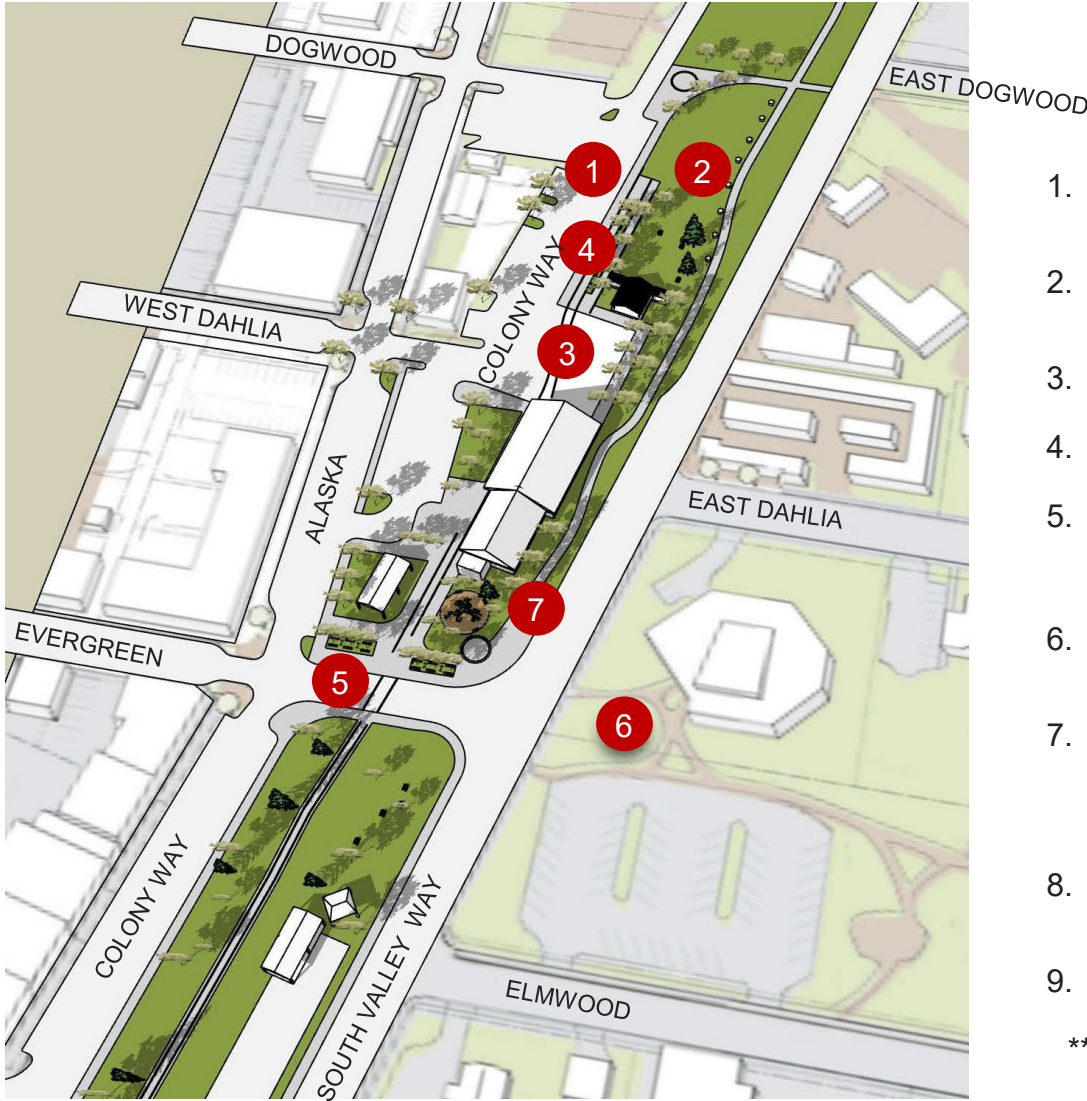 DOGWOOD
EAST DOGWOOD
1
2
4
COLONY WAY
WEST DAHLIA
3
ALASKA
EAST DAHLIA
7
EVERGREEN
5
6
COLONY WAY
SOUTH VALLEY WAY
ELMWOOD
1.
2.
3.
4.
5.
6.
7.
8.
9.
**